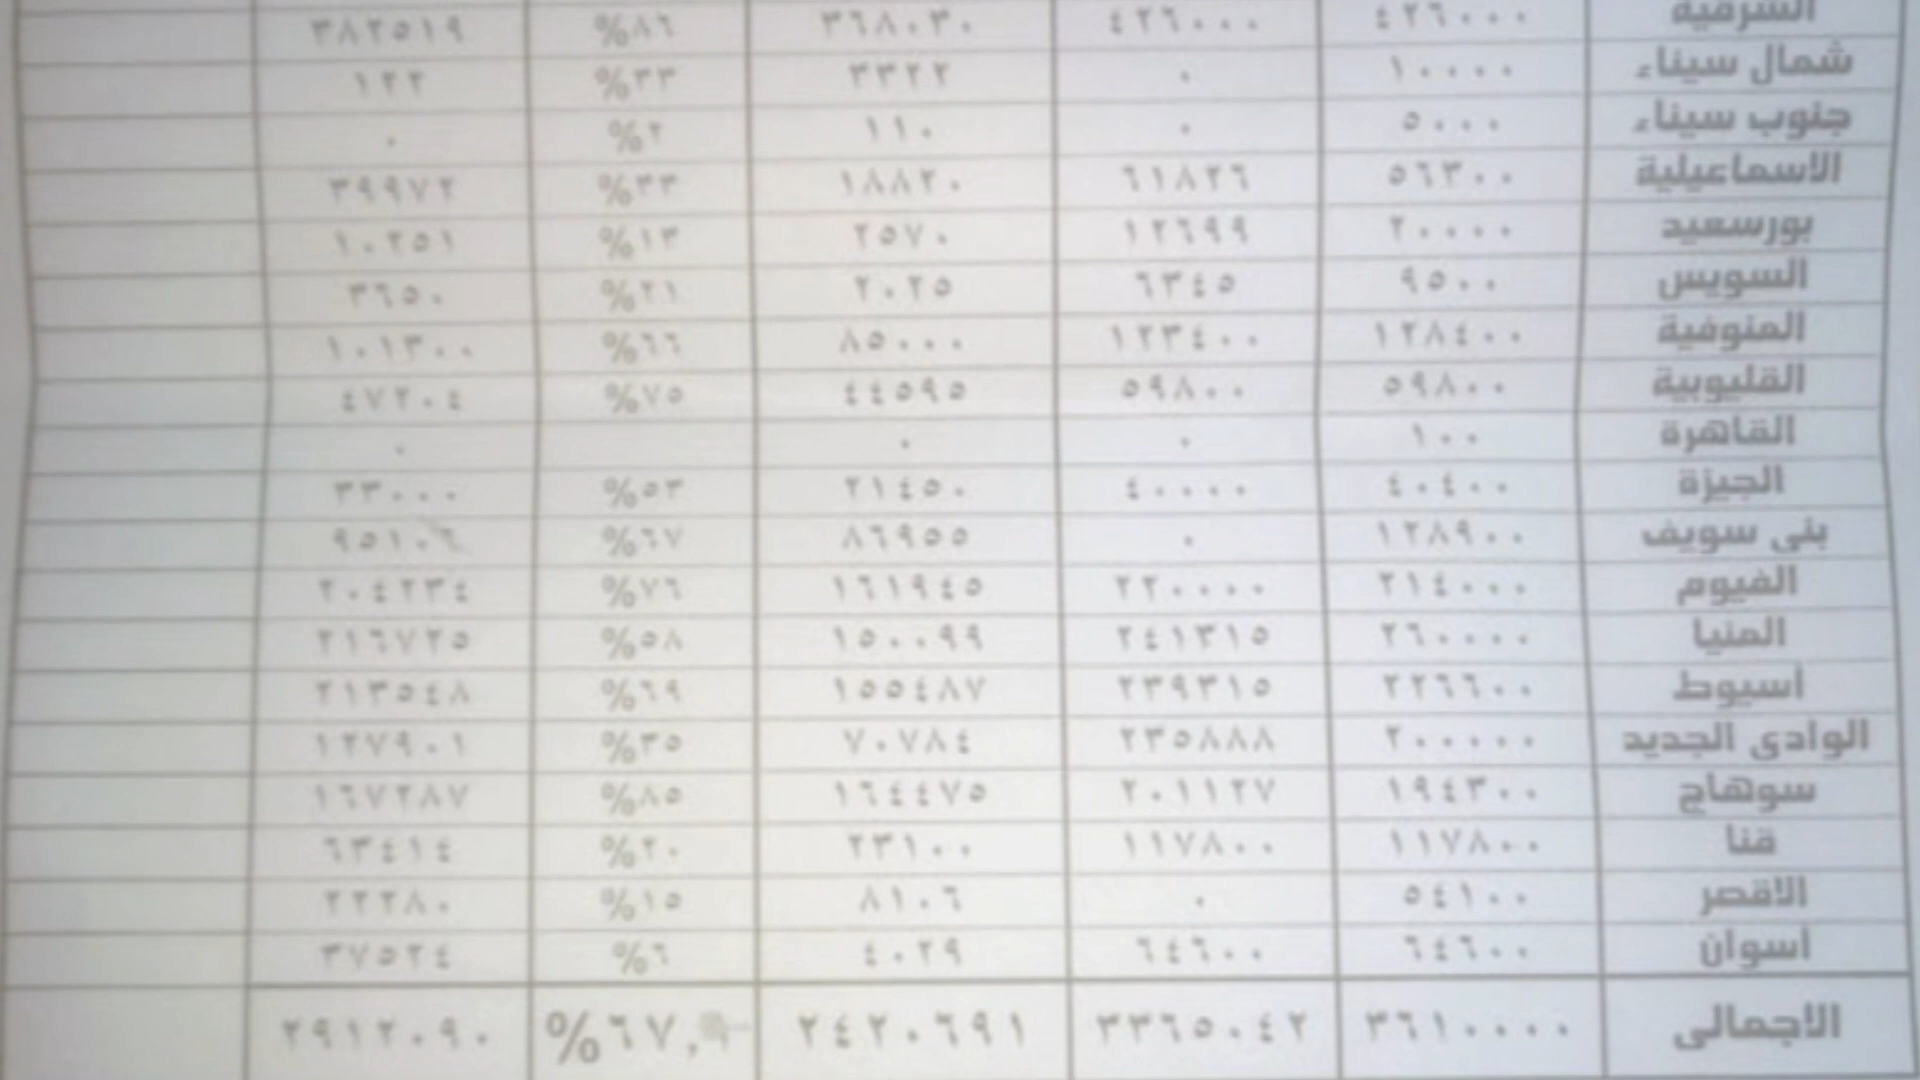 الشرقية ٤٢٦٠٠٠ ٤٢٦٠٠٠ ٣٦٨٠٣٠ %٨٦ ٣٨٢٥١٩
شمال سيناء ١٠٠٠٠ ٠ ٣٣٢٢ %٣٣ ١٢٢
جنوب سيناء ٥٠٠٠ ٠ ١١٠ %٢ ٠
الاسماعيلية ٥٦٣٠٠ ٦١٨٢٦ ١٨٨٢٠ %٣٣ ٣٩٩٧٢
بورسعيد ٢٠٠٠٠ ١٢٦٩٩ ٢٥٧٠ %١٣ ١٠٢٥١
السويس ٩٥٠٠ ٦٣٤٥ ٢٠٢٥ %٢١ ٣٦٥٠
المنوفية ١٢٨٤٠٠ ١٢٣٤٠٠ ٨٥٠٠٠ %٦٦ ١٠١٣٠٠
القليوبية ٥٩٨٠٠ ٥٩٨٠٠ ٤٤٥٩٥ %٧٥ ٤٧٢٠٤
القاهرة ١٠٠ ٠ ٠ ٠
الجيزة ٤٠٤٠٠ ٤٠٠٠٠ ٢١٤٥٠ %٥٣ ٣٣٠٠٠
بنى سويف ١٢٨٩٠٠ ٠ ٨٦٩٥٥ %٦٧ ٩٥١٠٦
الفيوم ٢١٤٠٠٠ ٢٢٠٠٠٠ ١٦١٩٤٥ %٧٦ ٢٠٤٢٣٤
المنيا ٢٦٠٠٠٠ ٢٤١٣١٥ ١٥٠٠٩٩ %٥٨ ٢١٦٧٢٥
أسيوط ٢٢٦٦٠٠ ٢٣٩٣١٥ ١٥٥٤٨٧ %٦٩ ٢١٣٥٤٨
الوادى الجديد ٢٠٠٠٠٠ ٢٣٥٨٨٨ ٧٠٧٨٤ %٣٥ ١٢٧٩٠١
سوهاج ١٩٤٣٠٠ ٢٠١١٢٧ ١٦٤٤٧٥ %٨٥ ١٦٧٢٨٧
قنا ١١٧٨٠٠ ١١٧٨٠٠ ٢٣١٠٠ %٢٠ ٦٣٤١٤
الاقصر ٥٤١٠٠ ٠ ٨١٠٦ %١٥ ٢٢٢٨٠
أسوان ٦٤٦٠٠ ٦٤٦٠٠ ٤٠٢٩ %٦ ٣٧٥٢٤
الاجمالى ٣٦١٠٠٠٠ ٣٣٦٥٠٤٢ ٢٤٢٠٦٩١ ٢٩١٢٠٩٠